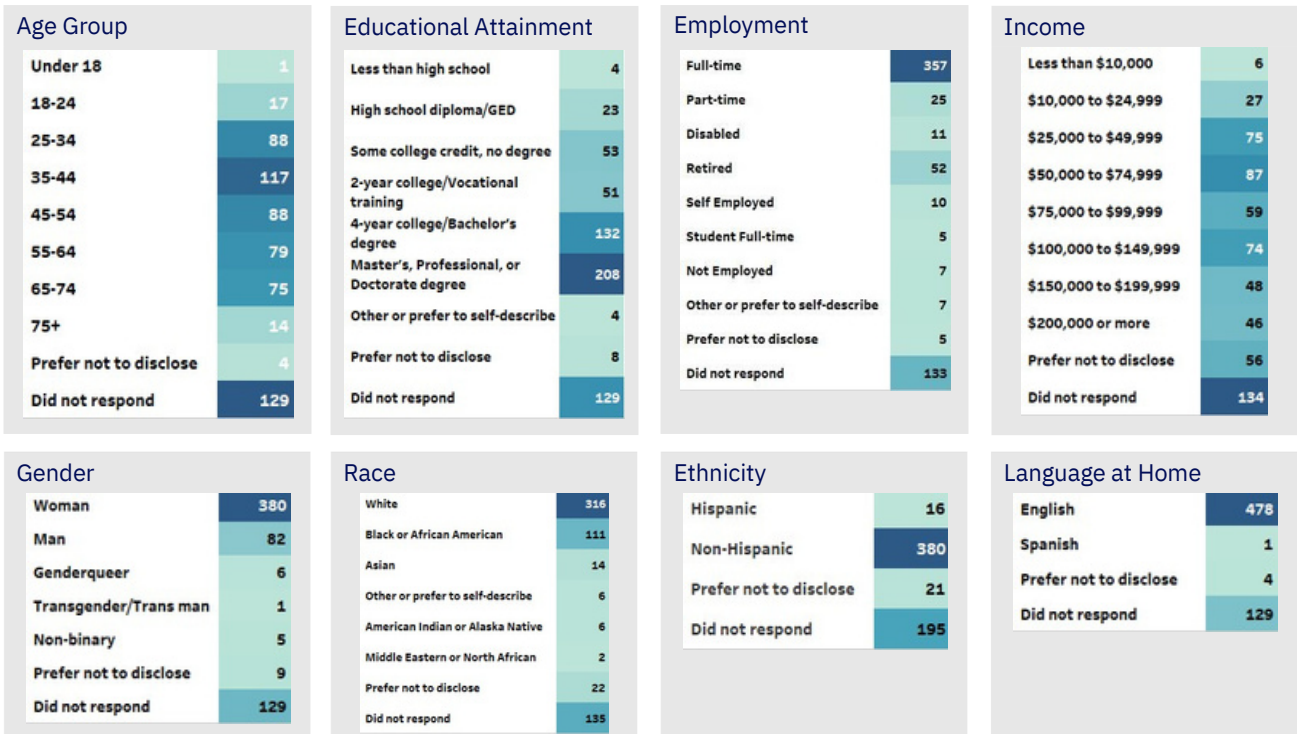 Age Group
Under 18 1
18-24 17
25-34 88
35-44 117
45-54 88
55-64 79
65-74 75
75+ 14
Prefer not to disclose 4
Did not respond 129
Educational Attainment
Less than high school 4
High school diploma/GED 23
Some college credit, no degree 53
2-year college/Vocational
training 51
4-year college/Bachelor's
degree 132
Master's, Professional, or
Doctorate degree 208
Other or prefer to self-describe 4
Prefer not to disclose 8
Did not respond 129
Employment
Full-time 357
Part-time 25
Disabled 11
Retired 52
Self Employed 10
Student Full-time 5
Not Employed 7
Other or prefer to self-describe 7
Prefer not to disclose 5
Did not respond 133
Income
Less than $10,000 6
$10,000 to $24,999 27
$25,000 to $49,999 75
$50,000 to $74,999 87
$75,000 to $99,999 59
$100,000 to $149,999 74
$150,000 to $199,999 48
$200,000 or more 46
Prefer not to disclose 56
Did not respond 134
Gender
Woman 380
Man 82
Genderqueer 6
Transgender/Trans man 1
Non-binary 5
Prefer not to disclose 9
Did not respond 129
Race
White 316
Black or African American 111
Asian 14
Other or prefer to self-describe 6
American Indian or Alaska Native 6
Middle Eastern or North African 2
Prefer not to disclose 22
Did not respond 135
Ethnicity
Hispanic 16
Non-Hispanic 380
Prefer not to disclose 21
Did not respond 195
Language at Home
English 478
Spanish 1
Prefer not to disclose 4
Did not respond 129